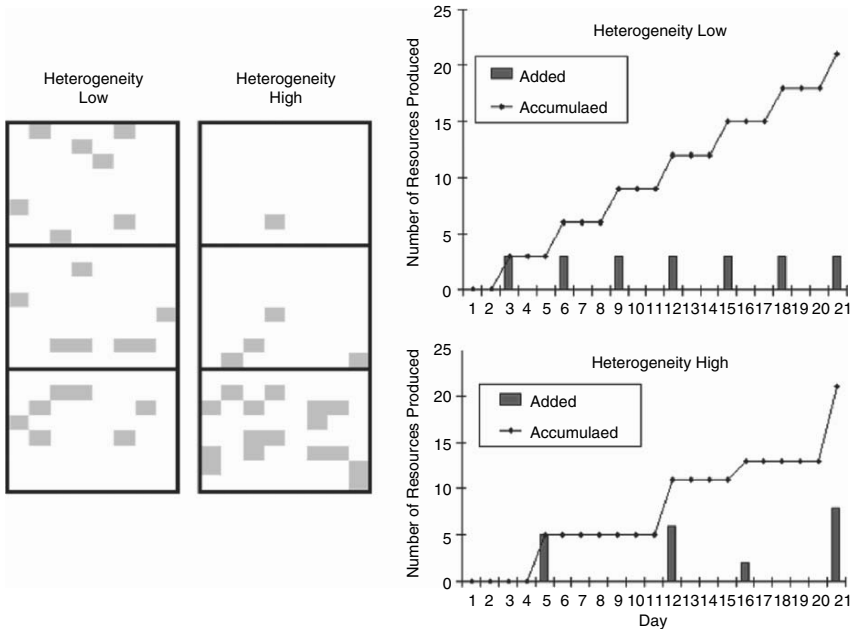 Heterogeneity
Low
Heterogeneity
High
Heterogeneity Low
Number of Resources Produced
25
20
15
10
5
0
Added
Accumulaed
1 2 3 4 5 6 7 8 9 10 11 12 13 14 15 16 17 18 19 20 21
Heterogeneity High
Number of Resources Produced
25
20
15
10
5
0
Added
Accumulaed
1 2 3 4 5 6 7 8 9 10 11 12 13 14 15 16 17 18 19 20 21
Day